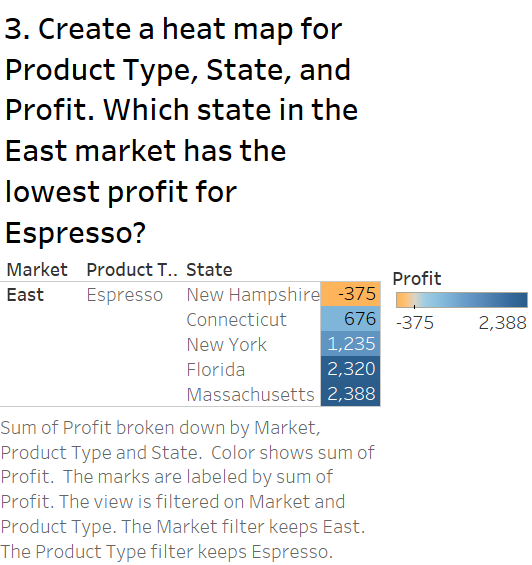 3. Create a heat map for
Product Type, State, and
Profit. Which state in the
East market has the
lowest profit for
Espresso?
Market Product T.. State
Profit
East Espresso New Hampshire -375
Connecticut 676
-375 2,388
New York 1,235
Florida 2,320
Massachusetts 2,388
Sum of Profit broken down by Market,
Product Type and State. Color shows sum of
Profit. The marks are labeled by sum of
Profit. The view is filtered on Market and
Product Type. The Market filter keeps East.
The Product Type filter keeps Espresso.